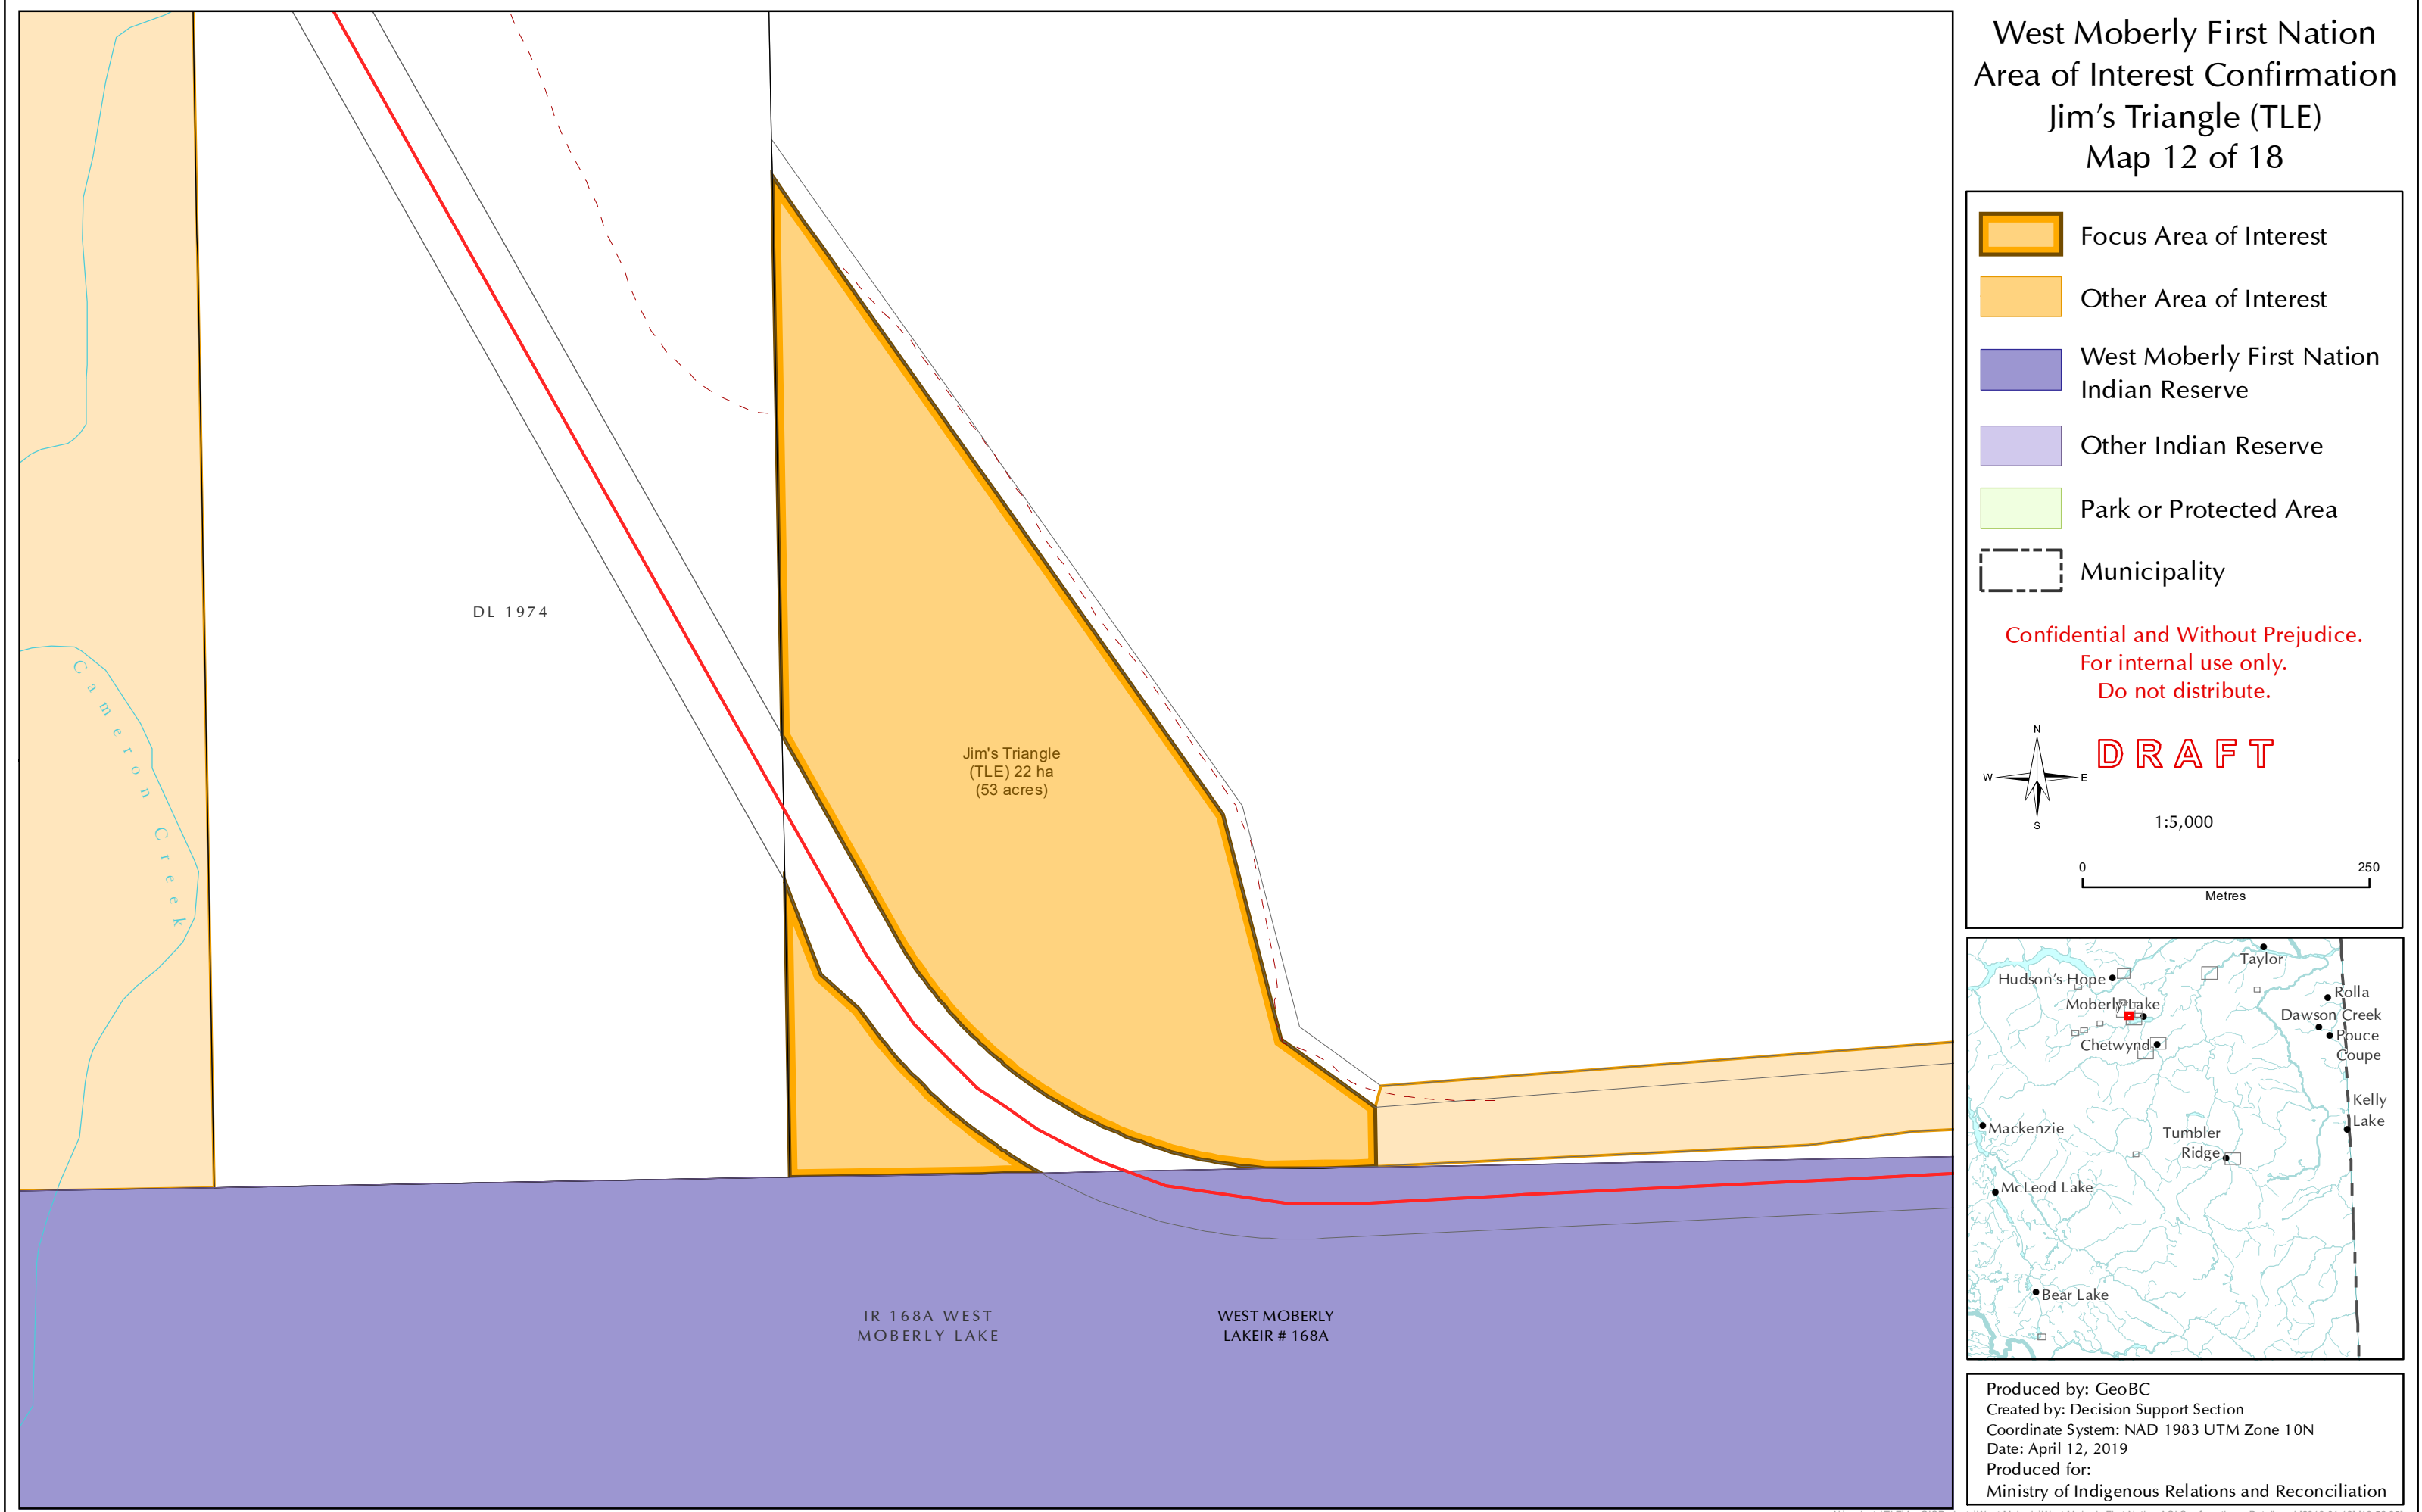 West Moberly First Nation
Area of Interest Confirmation
Jim's Triangle (TLE)
Map 12 of 18
Focus Area of Interest
Other Area of Interest
West Moberly First Nation
Indian Reserve
Other Indian Reserve
Park or Protected Area
Municipality
Confidential and Without Prejudice.
For internal use only.
Do not distribute.
N
W
E
S
DRAFT
1:5,000
0
250
Metres
DL 1974
Cameron Creek
Jim's Triangle
(TLE) 22 ha
(53 acres)
IR 168A WEST
MOBERLY LAKE
WEST MOBERLY
LAKEIR # 168A
Taylor
Hudson's Hope
Rolla
Moberly Lake
Dawson Creek
Pouce
Coupe
Chetwynd
Kelly
Lake
Mackenzie
Tumbler
Ridge
McLeod Lake
Bear Lake
Produced by: GeoBC
Created by: Decision Support Section
Coordinate System: NAD 1983 UTM Zone 10N
Date: April 12, 2019
Produced for:
Ministry of Indigenous Relations and Reconciliation